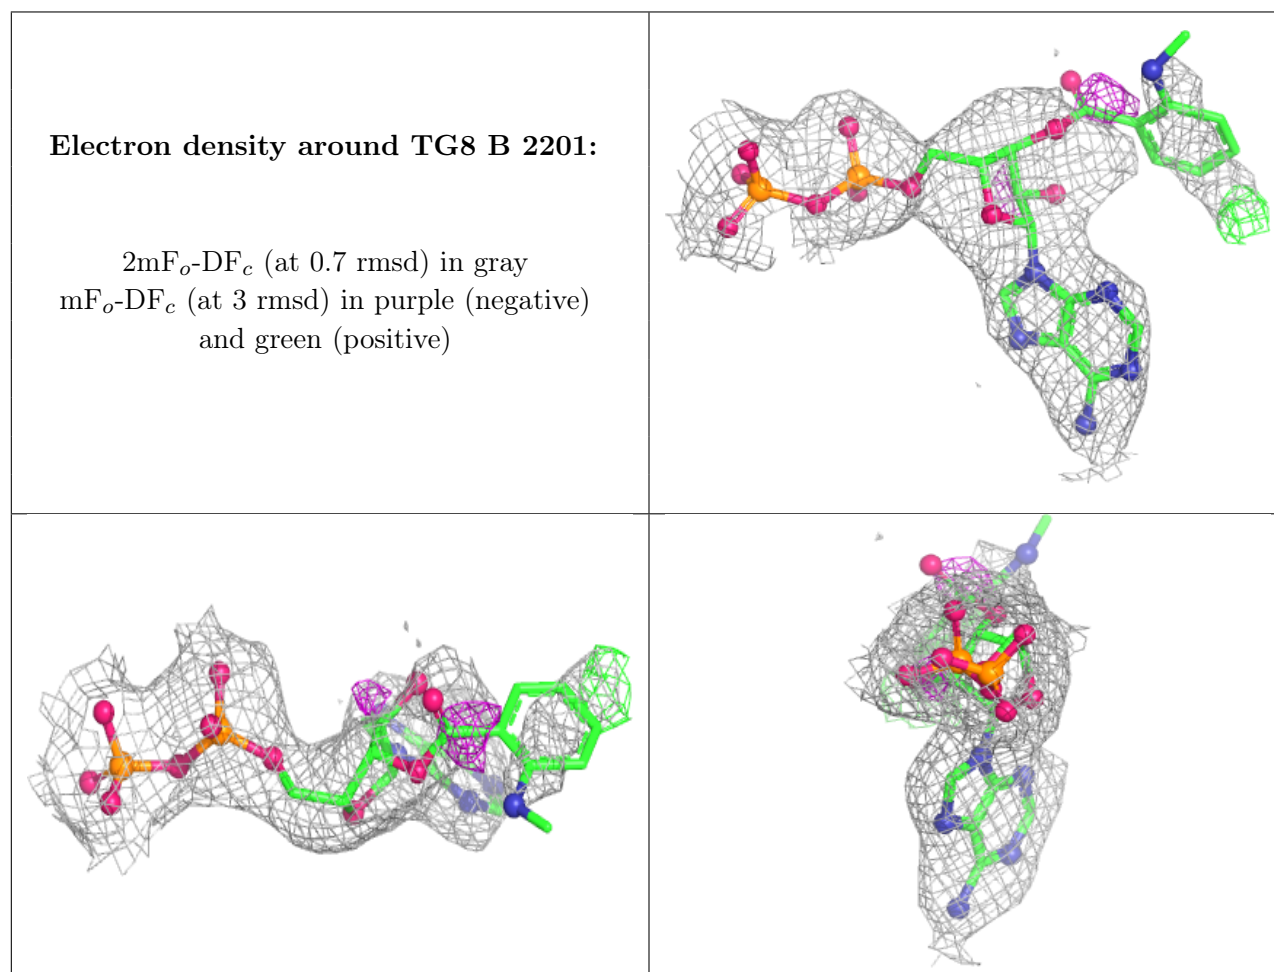 Electron density around TG8 B 2201:
2mFo-DFc (at 0.7 rmsd) in gray
mFo-DFc (at 3 rmsd) in purple (negative)
and green (positive)